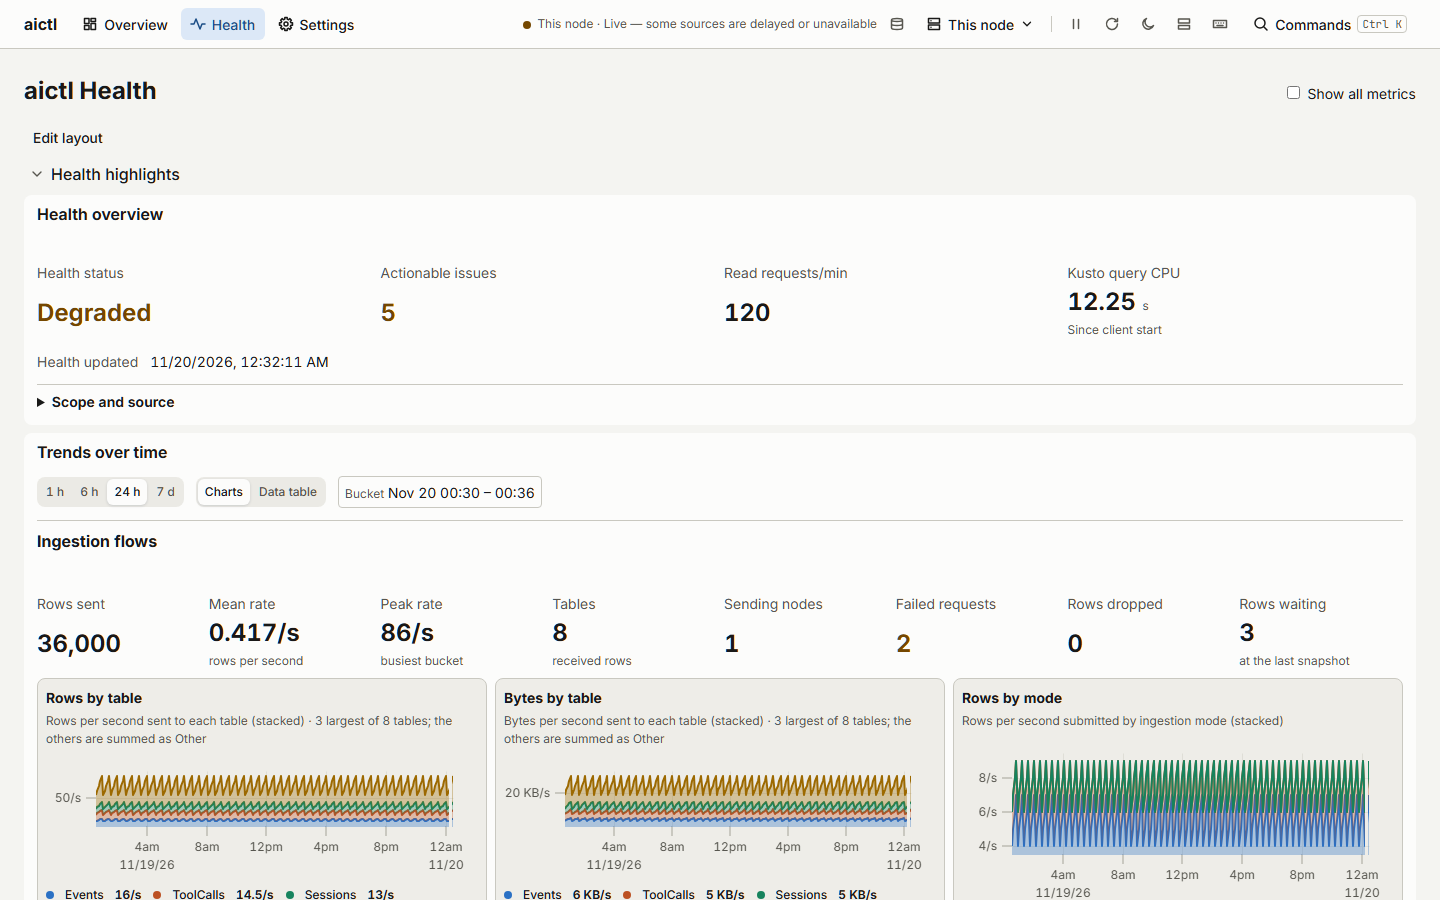 aictl Overview Health Settings This node · Live — some sources are delayed or unavailable This node Commands Ctrl K
aictl Health
Show all metrics
Edit layout
Health highlights
Health overview
Health status Actionable issues Read requests/min Kusto query CPU
Degraded 5 120 12.25 s
Since client start
Health updated 11/20/2026, 12:32:11 AM
Scope and source
Trends over time
1 h 6 h 24 h 7 d Charts Data table Bucket Nov 20 00:30 – 00:36
Ingestion flows
Rows sent Mean rate Peak rate Tables Sending nodes Failed requests Rows dropped Rows waiting
36,000 0.417/s 86/s 8 1 2 0 3
rows per second busiest bucket received rows at the last snapshot
Rows by table
Rows per second sent to each table (stacked) · 3 largest of 8 tables; the
others are summed as Other
50/s
4am 8am 12pm 4pm 8pm 12am
11/19/26 11/20
Events 16/s ToolCalls 14.5/s Sessions 13/s
Bytes by table
Bytes per second sent to each table (stacked) · 3 largest of 8 tables; the
others are summed as Other
20 KB/s
4am 8am 12pm 4pm 8pm 12am
11/19/26 11/20
Events 6 KB/s ToolCalls 5 KB/s Sessions 5 KB/s
Rows by mode
Rows per second submitted by ingestion mode (stacked)
8/s
6/s
4/s
4am 8am 12pm 4pm 8pm 12am
11/19/26 11/20